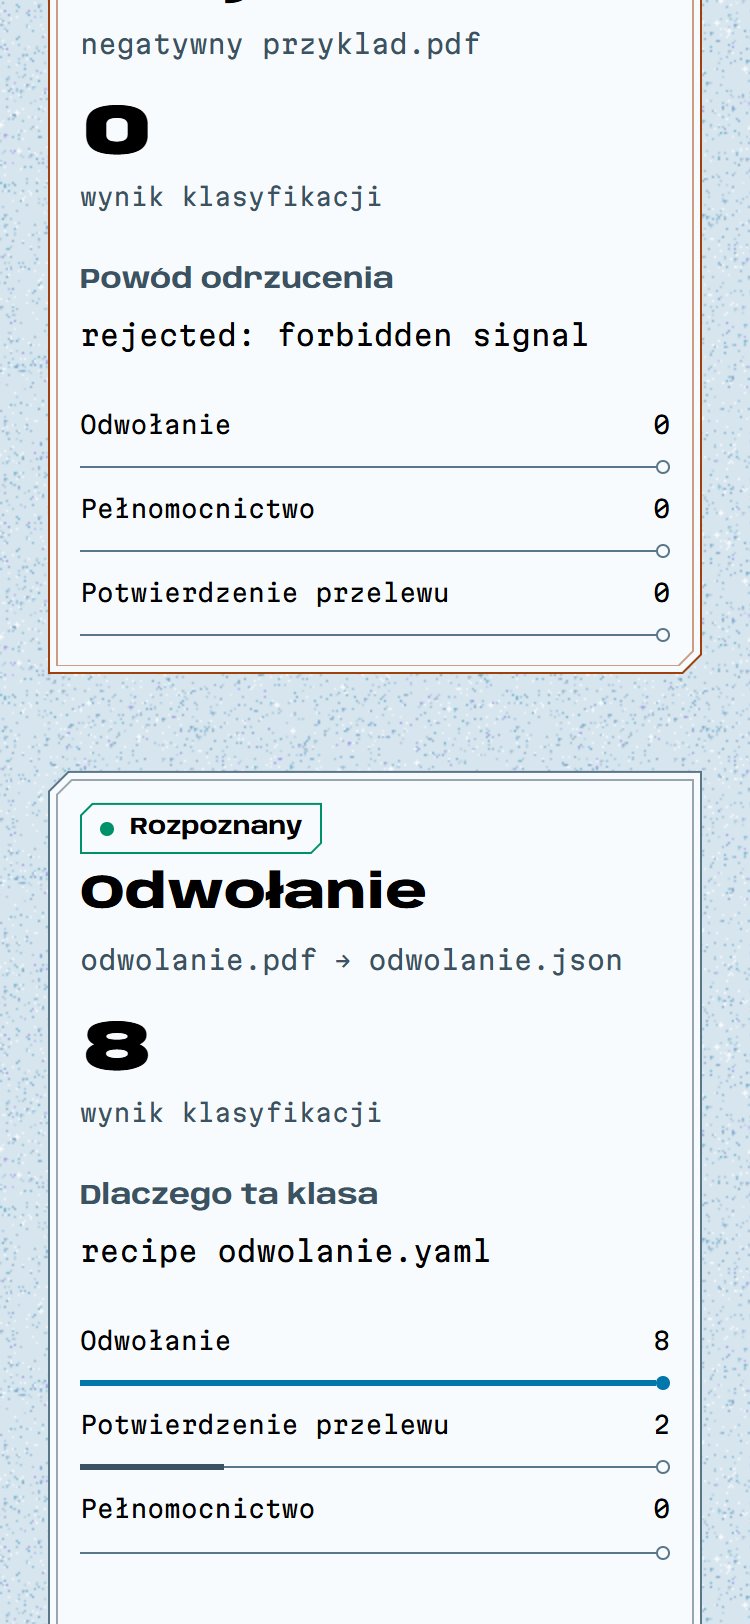 negatywny przyklad.pdf
0
wynik klasyfikacji
Powód odrzucenia
rejected: forbidden signal
Odwołanie 0
Pełnomocnictwo 0
Potwierdzenie przelewu 0
Rozpoznany
Odwołanie
odwolanie.pdf → odwolanie.json
8
wynik klasyfikacji
Dlaczego ta klasa
recipe odwolanie.yaml
Odwołanie 8
Potwierdzenie przelewu 2
Pełnomocnictwo 0